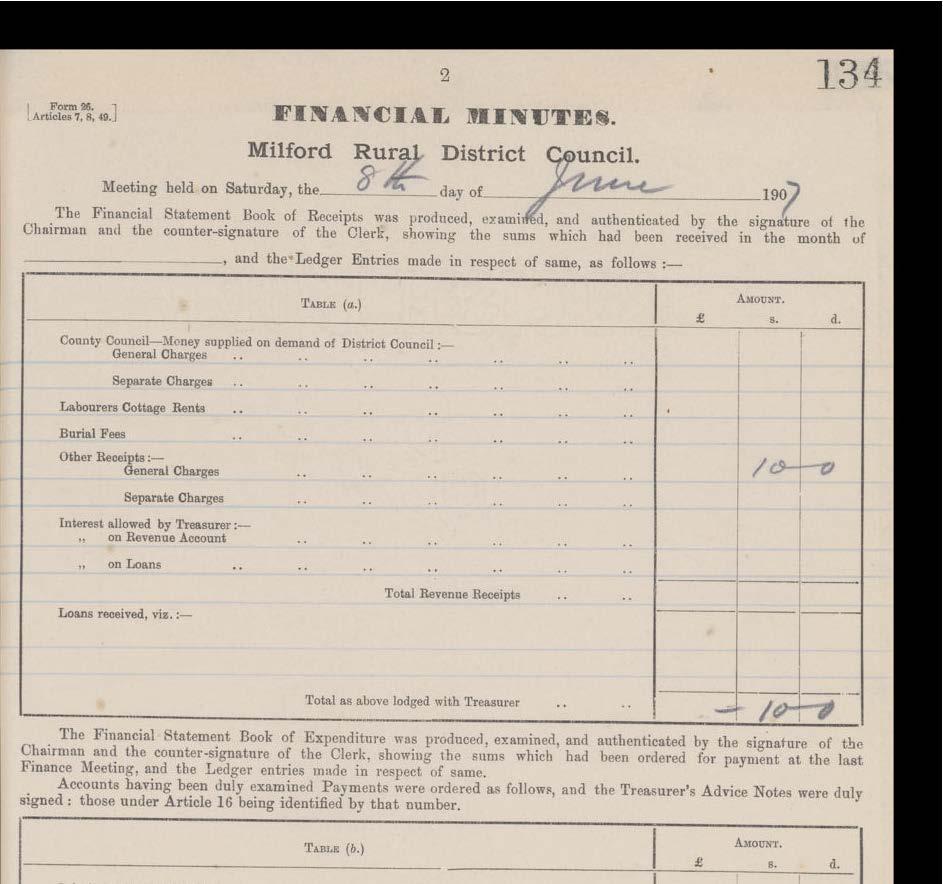 2
134
[Form 26.
Articles 7, 8, 49.]
FINANCIAL MINUTES.
Milford Rural District Council.
Meeting held on Saturday, the 8th day of June 1907
The Financial Statement Book of Receipts was produced, examined, and authenticated by the signature of the
Chairman and the counter-signature of the Clerk, showing the sums which had been received in the month of
, and the Ledger Entries made in respect of same, as follows :—
TABLE (a.)
AMOUNT.
£ s. d.
County Council—Money supplied on demand of District Council :—
General Charges .. .. .. .. .. .. ..
Separate Charges .. .. .. .. .. .. ..
Labourers Cottage Rents .. .. .. .. .. .. ..
Burial Fees .. .. .. .. .. .. ..
Other Receipts :—
General Charges .. .. .. .. .. .. 10-0
Separate Charges .. .. .. .. .. ..
Interest allowed by Treasurer :—
„ on Revenue Account .. .. .. .. .. ..
„ on Loans .. .. .. .. .. .. ..
Total Revenue Receipts .. ..
Loans received, viz. :—
Total as above lodged with Treasurer .. .. - 10-0
The Financial Statement Book of Expenditure was produced, examined, and authenticated by the signature of the
Chairman and the counter-signature of the Clerk, showing the sums which had been ordered for payment at the last
Finance Meeting, and the Ledger entries made in respect of same.
Accounts having been duly examined Payments were ordered as follows, and the Treasurer's Advice Notes were duly
signed : those under Article 16 being identified by that number.
TABLE (b.)
AMOUNT.
£ s. d.